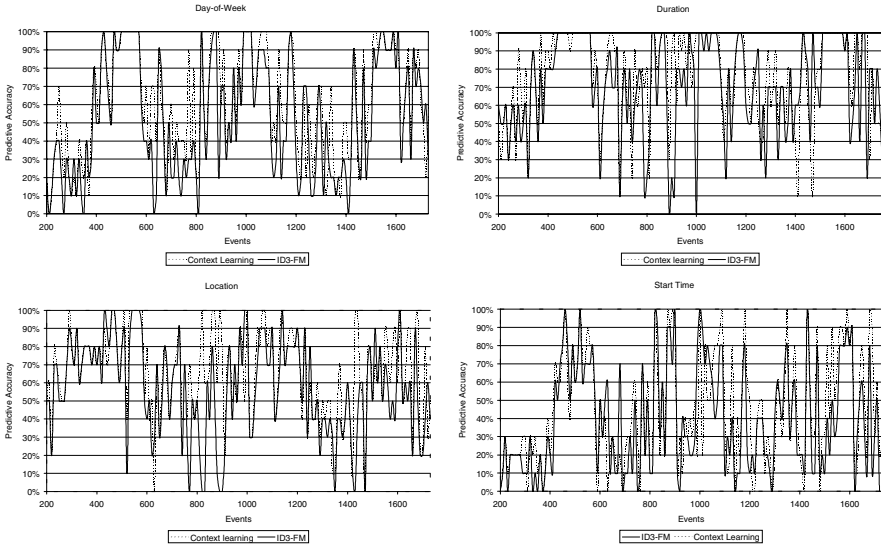 Day-of-Week
100%
90%
80%
70%
60%
50%
40%
30%
20%
10%
0%
Predictive Accuracy
200 400 600 800 1000 1200 1400 1600
Events
Context Learning ID3-FM
Duration
100%
90%
80%
70%
60%
50%
40%
30%
20%
10%
0%
Predictive Accuracy
200 400 600 800 1000 1200 1400 1600
Events
Contex learning ID3-FM
Location
100%
90%
80%
70%
60%
50%
40%
30%
20%
10%
0%
Predictive Accuracy
200 400 600 800 1000 1200 1400 1600
Events
Context learning ID3-FM
Start Time
100%
90%
80%
70%
60%
50%
40%
30%
20%
10%
0%
Predictive Accuracy
200 400 600 800 1000 1200 1400 1600
Events
ID3-FM Context Learning